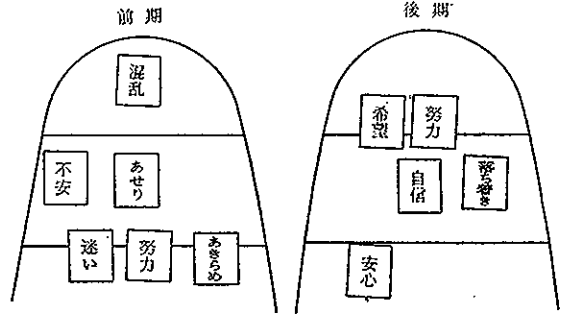 前期
混乱
不安
あせり
迷い
努力
あきらめ
後期
希望
努力
自信
落ち着き
安心